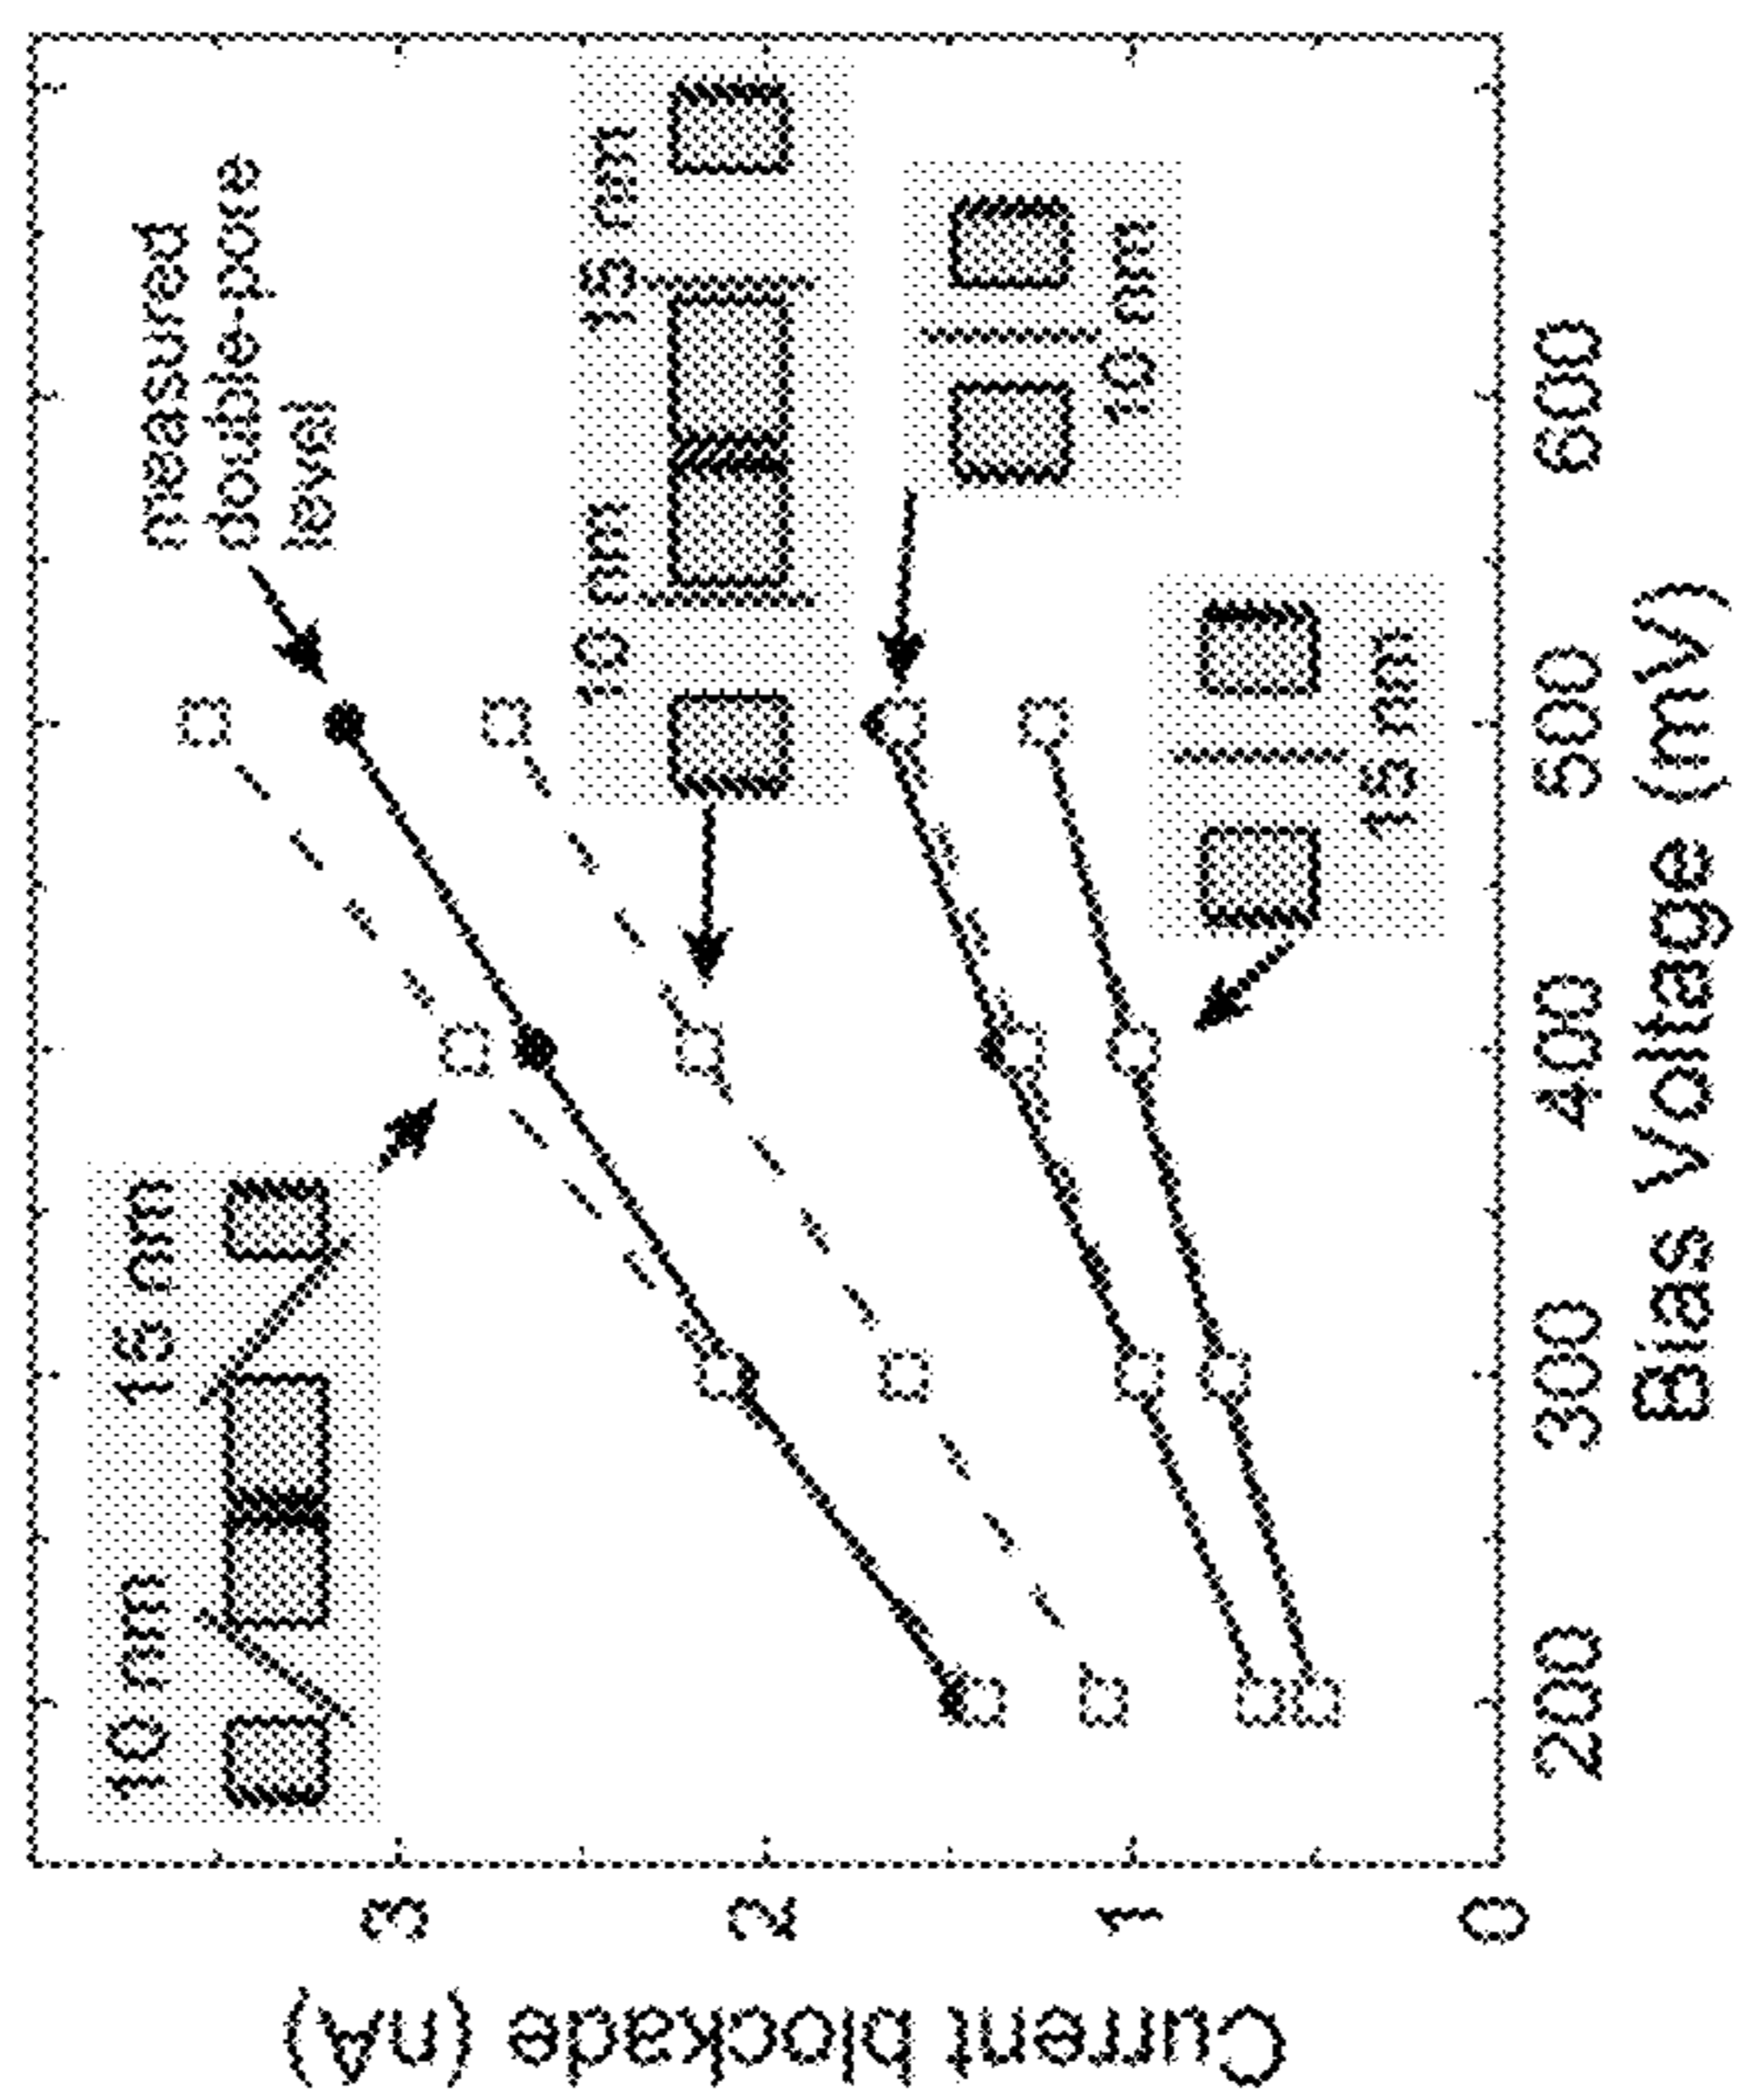 Current blockade (nA)
3
2
1
0
10 nm 15 nm
measured
double-pore
level
10 nm 15 nm
10 nm
15 nm
200 300 400 500 600
Bias Voltage (mV)